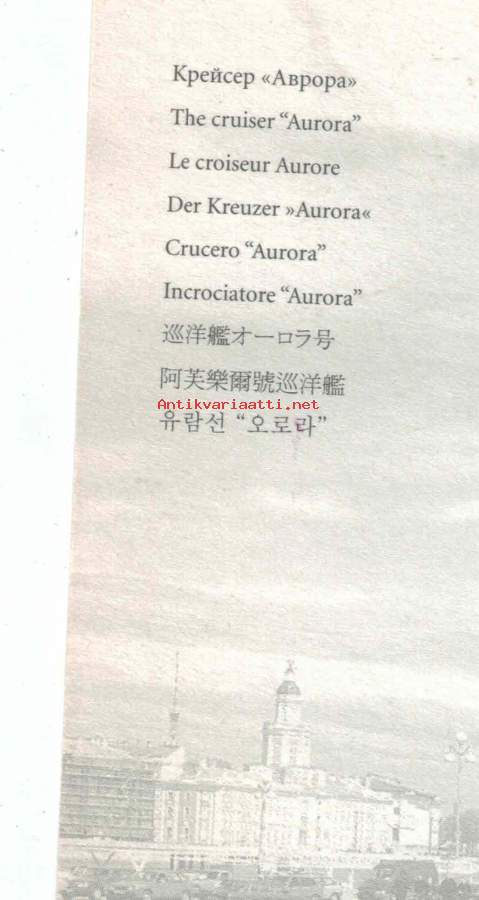 Крейсер «Аврора»
The cruiser “Aurora”
Le croiseur Aurore
Der Kreuzer »Aurora«
Crucero “Aurora”
Incrociatore “Aurora”
巡洋艦オーロラ号
阿芙樂爾號巡洋艦
Antikvariaatti.net
유람선 “오로라”